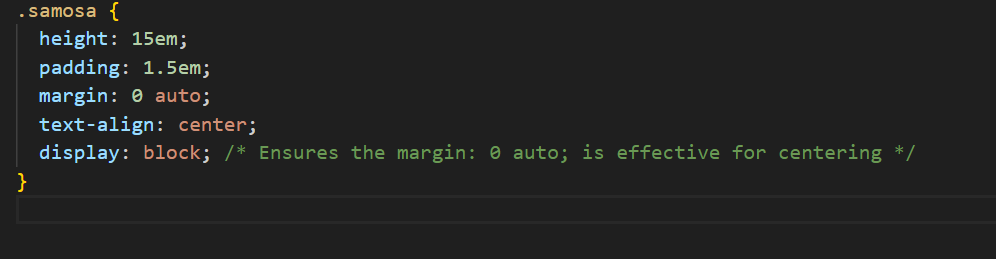 .samosa {
height: 15em;
padding: 1.5em;
margin: 0 auto;
text-align: center;
display: block; /* Ensures the margin: 0 auto; is effective for centering */
}